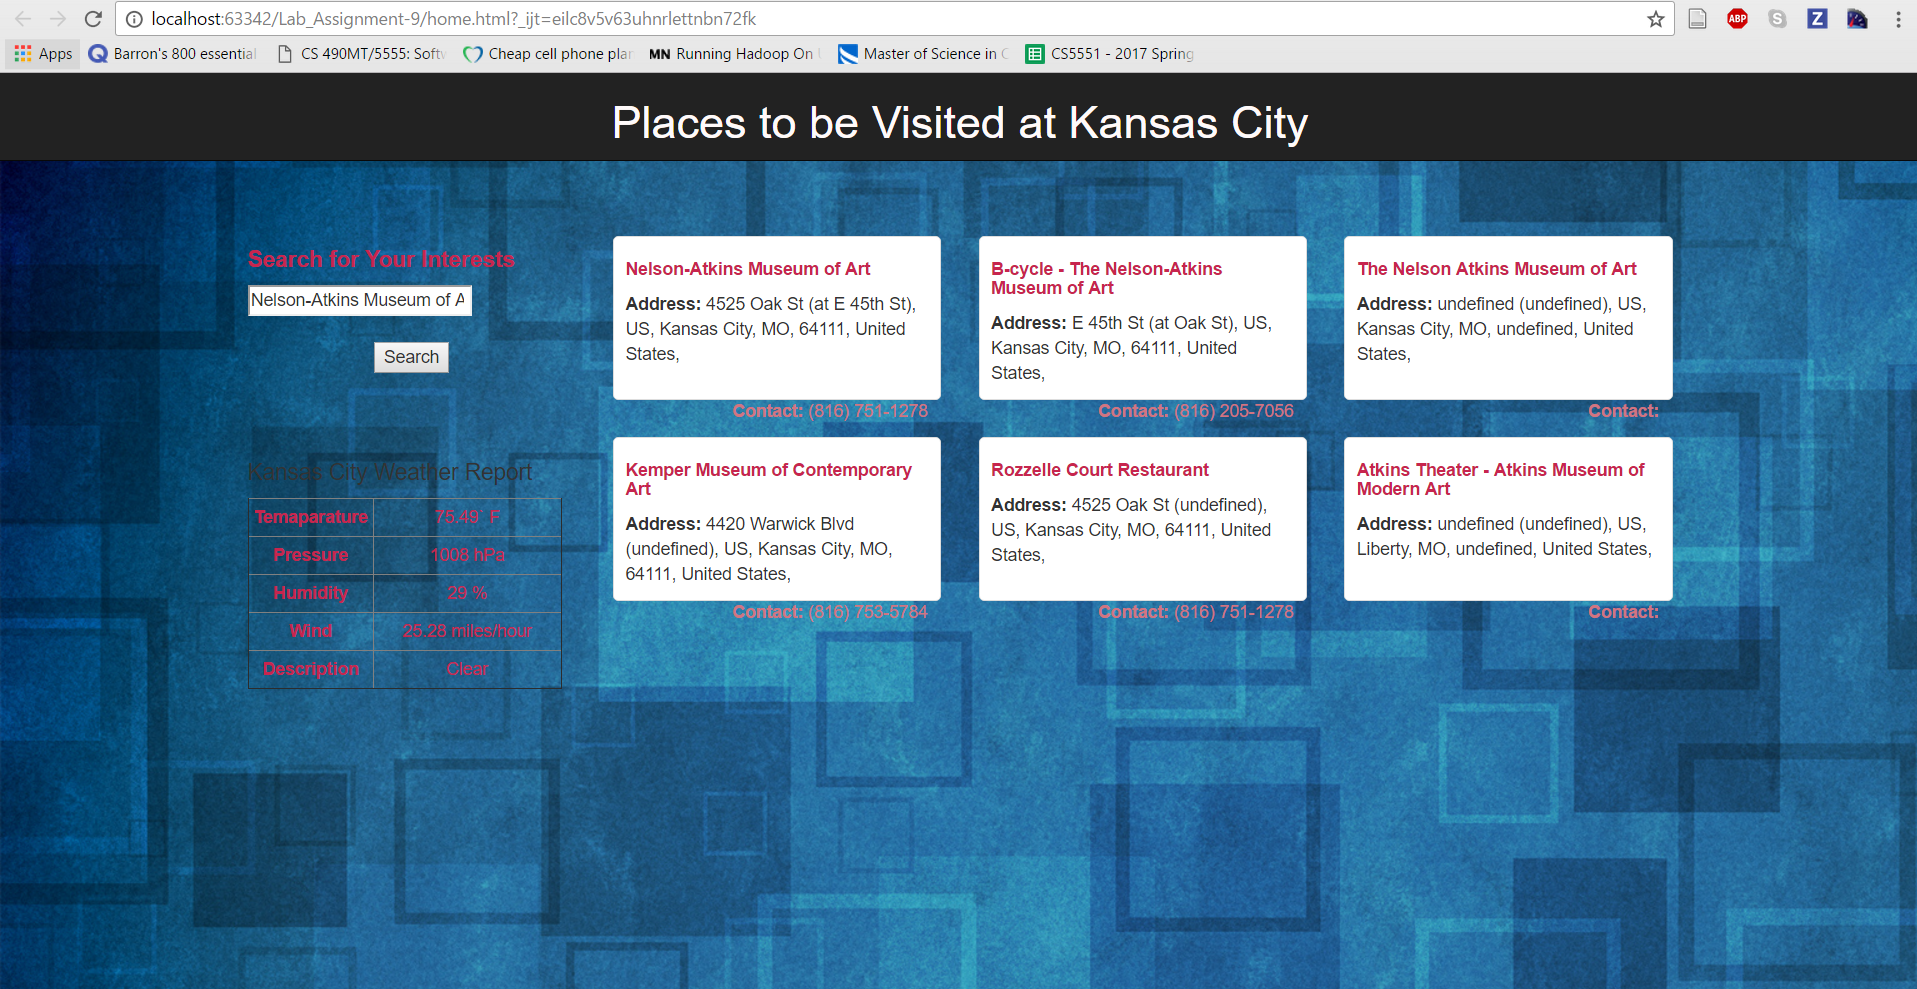 localhost:63342/Lab_Assignment-9/home.html?_ijt=eilc8v5v63uhnrlettnbn72fk
ABP
S
Z
Apps
Barron's 800 essential
CS 490MT/5555: Softw
Cheap cell phone plan
MN Running Hadoop On
Master of Science in C
CS5551 - 2017 Spring
Places to be Visited at Kansas City
Search for Your Interests
Nelson-Atkins Museum of A
Search
Kansas City Weather Report
Temaparature 75.49° F
Pressure 1008 hPa
Humidity 29 %
Wind 25.28 miles/hour
Description Clear
Nelson-Atkins Museum of Art
Address: 4525 Oak St (at E 45th St),
US, Kansas City, MO, 64111, United
States,
Contact: (816) 751-1278
B-cycle - The Nelson-Atkins
Museum of Art
Address: E 45th St (at Oak St), US,
Kansas City, MO, 64111, United
States,
Contact: (816) 205-7056
The Nelson Atkins Museum of Art
Address: undefined (undefined), US,
Kansas City, MO, undefined, United
States,
Contact:
Kemper Museum of Contemporary
Art
Address: 4420 Warwick Blvd
(undefined), US, Kansas City, MO,
64111, United States,
Contact: (816) 753-5784
Rozzelle Court Restaurant
Address: 4525 Oak St (undefined),
US, Kansas City, MO, 64111, United
States,
Contact: (816) 751-1278
Atkins Theater - Atkins Museum of
Modern Art
Address: undefined (undefined), US,
Liberty, MO, undefined, United States,
Contact: